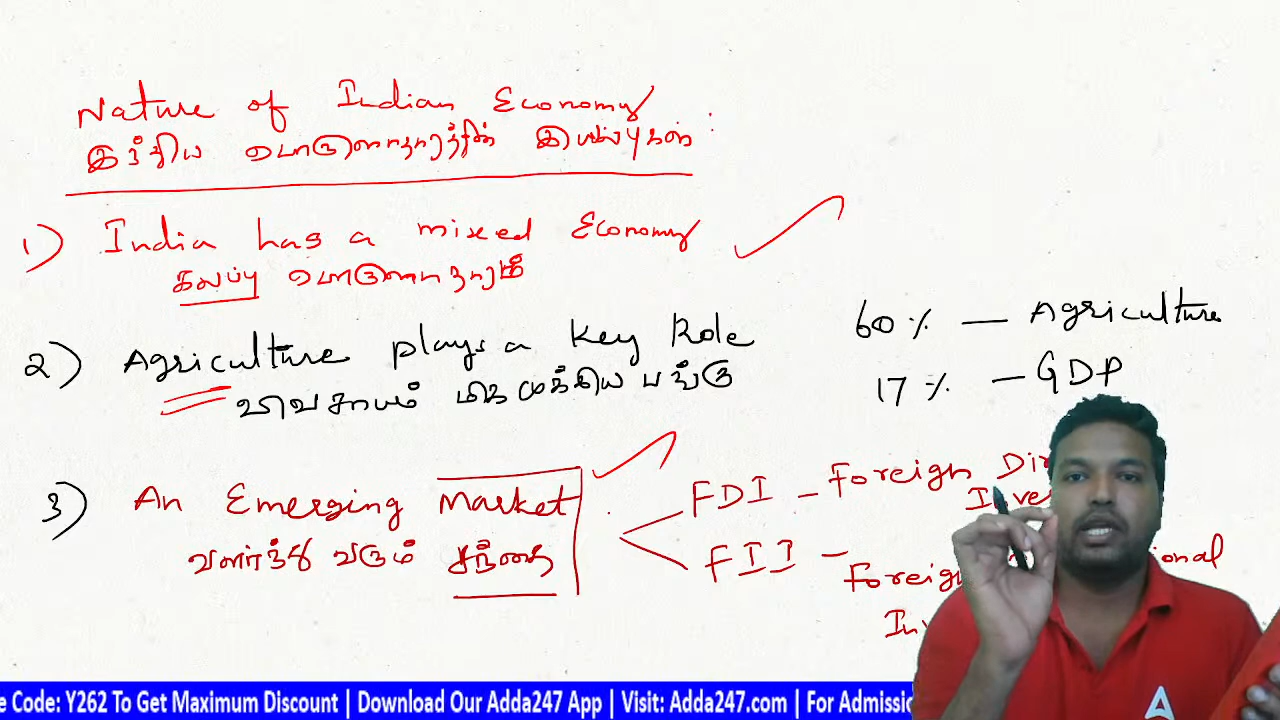 Nature of Indian Economy :
இந்திய பொருளாதாரத்தின் இயல்புகள்
1) India has a mixed Economy
கலப்பு பொருளாதாரம்
2) Agriculture plays a key Role
விவசாயம் மிக முக்கிய பங்கு
60% — Agriculture
17% — GDP
3) An Emerging Market
வளர்ந்து வரும் சந்தை
FDI – Foreign
FII – Foreign
e Code: Y262 To Get Maximum Discount | Download Our Adda247 App | Visit: Adda247.com | For Admissio